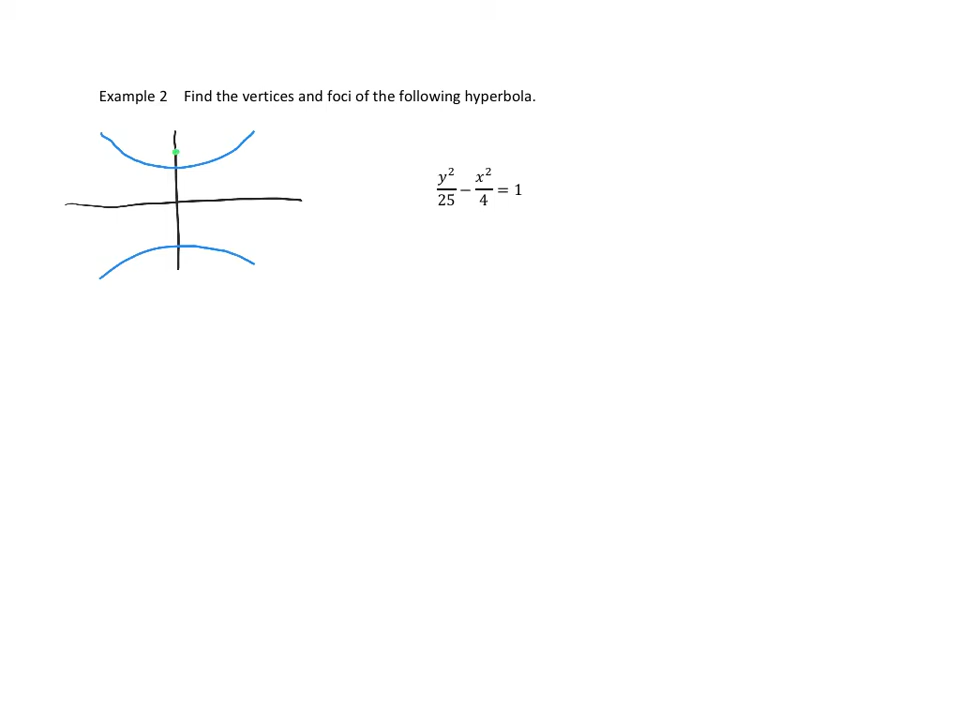 Example 2 Find the vertices and foci of the following hyperbola.
y²/25 − x²/4 = 1